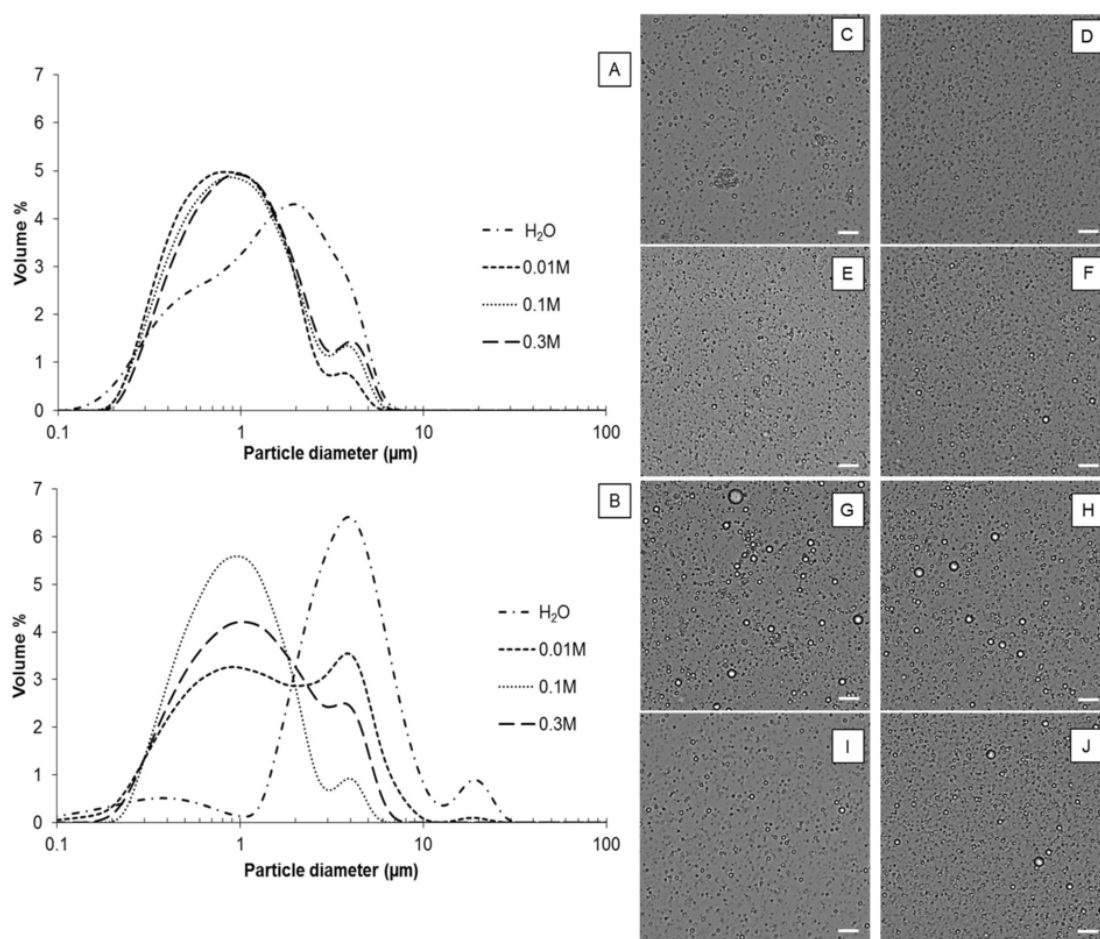 A
7
6
5
4
3
2
1
0
Volume %
0.1
1
10
100
Particle diameter (µm)
H₂O
0.01M
0.1M
0.3M
B
7
6
5
4
3
2
1
0
Volume %
0.1
1
10
100
Particle diameter (µm)
H₂O
0.01M
0.1M
0.3M
C
D
E
F
G
H
I
J